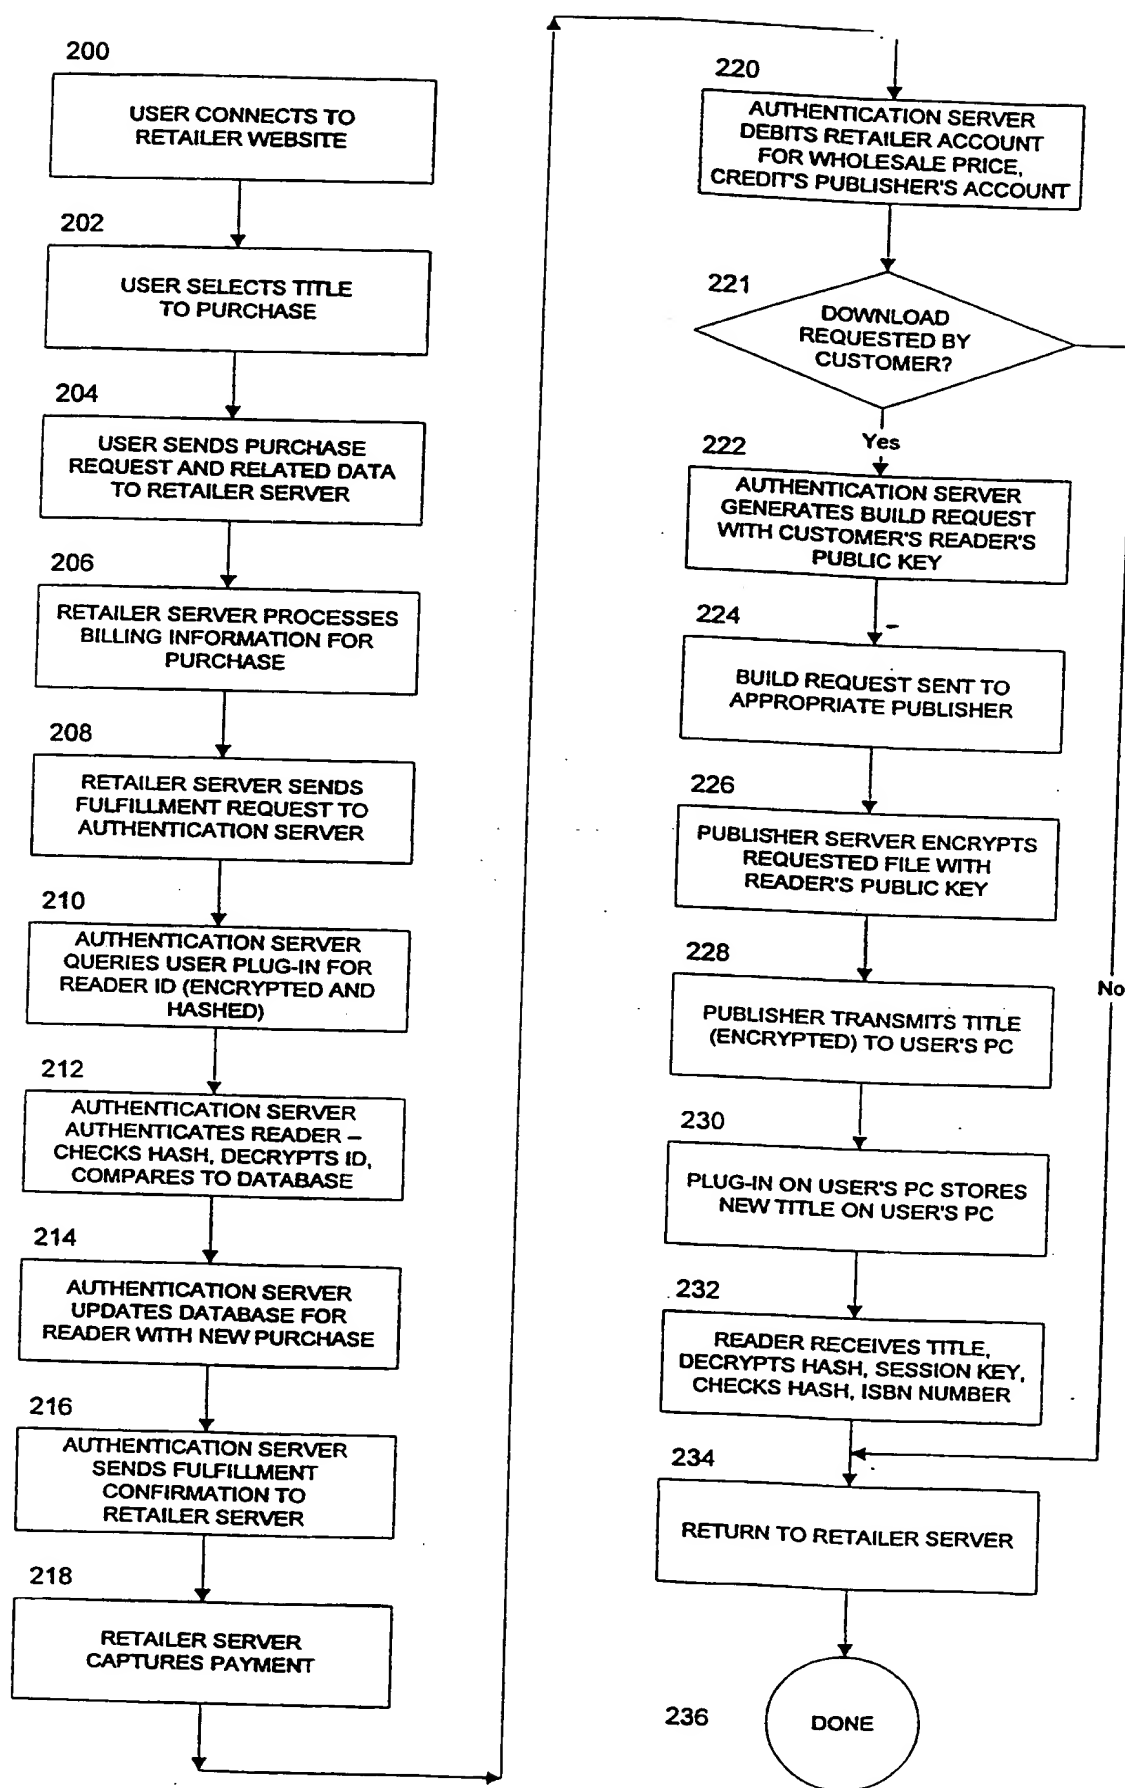 200
USER CONNECTS TO
RETAILER WEBSITE
202
USER SELECTS TITLE
TO PURCHASE
204
USER SENDS PURCHASE
REQUEST AND RELATED DATA
TO RETAILER SERVER
206
RETAILER SERVER PROCESSES
BILLING INFORMATION FOR
PURCHASE
208
RETAILER SERVER SENDS
FULFILLMENT REQUEST TO
AUTHENTICATION SERVER
210
AUTHENTICATION SERVER
QUERIES USER PLUG-IN FOR
READER ID (ENCRYPTED AND
HASHED)
212
AUTHENTICATION SERVER
AUTHENTICATES READER –
CHECKS HASH, DECRYPTS ID,
COMPARES TO DATABASE
214
AUTHENTICATION SERVER
UPDATES DATABASE FOR
READER WITH NEW PURCHASE
216
AUTHENTICATION SERVER
SENDS FULFILLMENT
CONFIRMATION TO
RETAILER SERVER
218
RETAILER SERVER
CAPTURES PAYMENT
220
AUTHENTICATION SERVER
DEBITS RETAILER ACCOUNT
FOR WHOLESALE PRICE,
CREDIT'S PUBLISHER'S ACCOUNT
221
DOWNLOAD
REQUESTED BY
CUSTOMER?
Yes
222
AUTHENTICATION SERVER
GENERATES BUILD REQUEST
WITH CUSTOMER'S READER'S
PUBLIC KEY
224
BUILD REQUEST SENT TO
APPROPRIATE PUBLISHER
226
PUBLISHER SERVER ENCRYPTS
REQUESTED FILE WITH
READER'S PUBLIC KEY
228
PUBLISHER TRANSMITS TITLE
(ENCRYPTED) TO USER'S PC
No
230
PLUG-IN ON USER'S PC STORES
NEW TITLE ON USER'S PC
232
READER RECEIVES TITLE,
DECRYPTS HASH, SESSION KEY,
CHECKS HASH, ISBN NUMBER
234
RETURN TO RETAILER SERVER
236
DONE